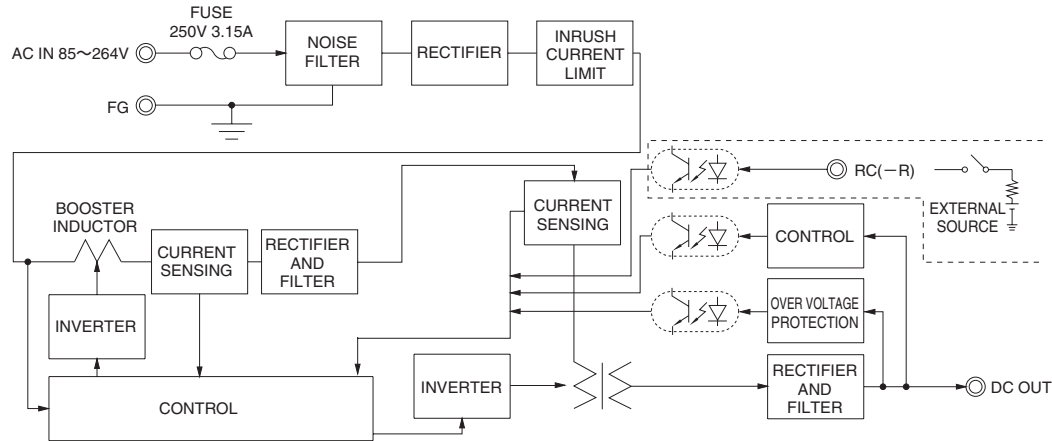 FUSE
250V 3.15A
AC IN 85〜264V
NOISE
FILTER
RECTIFIER
INRUSH
CURRENT
LIMIT
FG
RC(−R)
EXTERNAL
SOURCE
BOOSTER
INDUCTOR
CURRENT
SENSING
RECTIFIER
AND
FILTER
CURRENT
SENSING
CONTROL
INVERTER
OVER VOLTAGE
PROTECTION
CONTROL
INVERTER
RECTIFIER
AND
FILTER
DC OUT